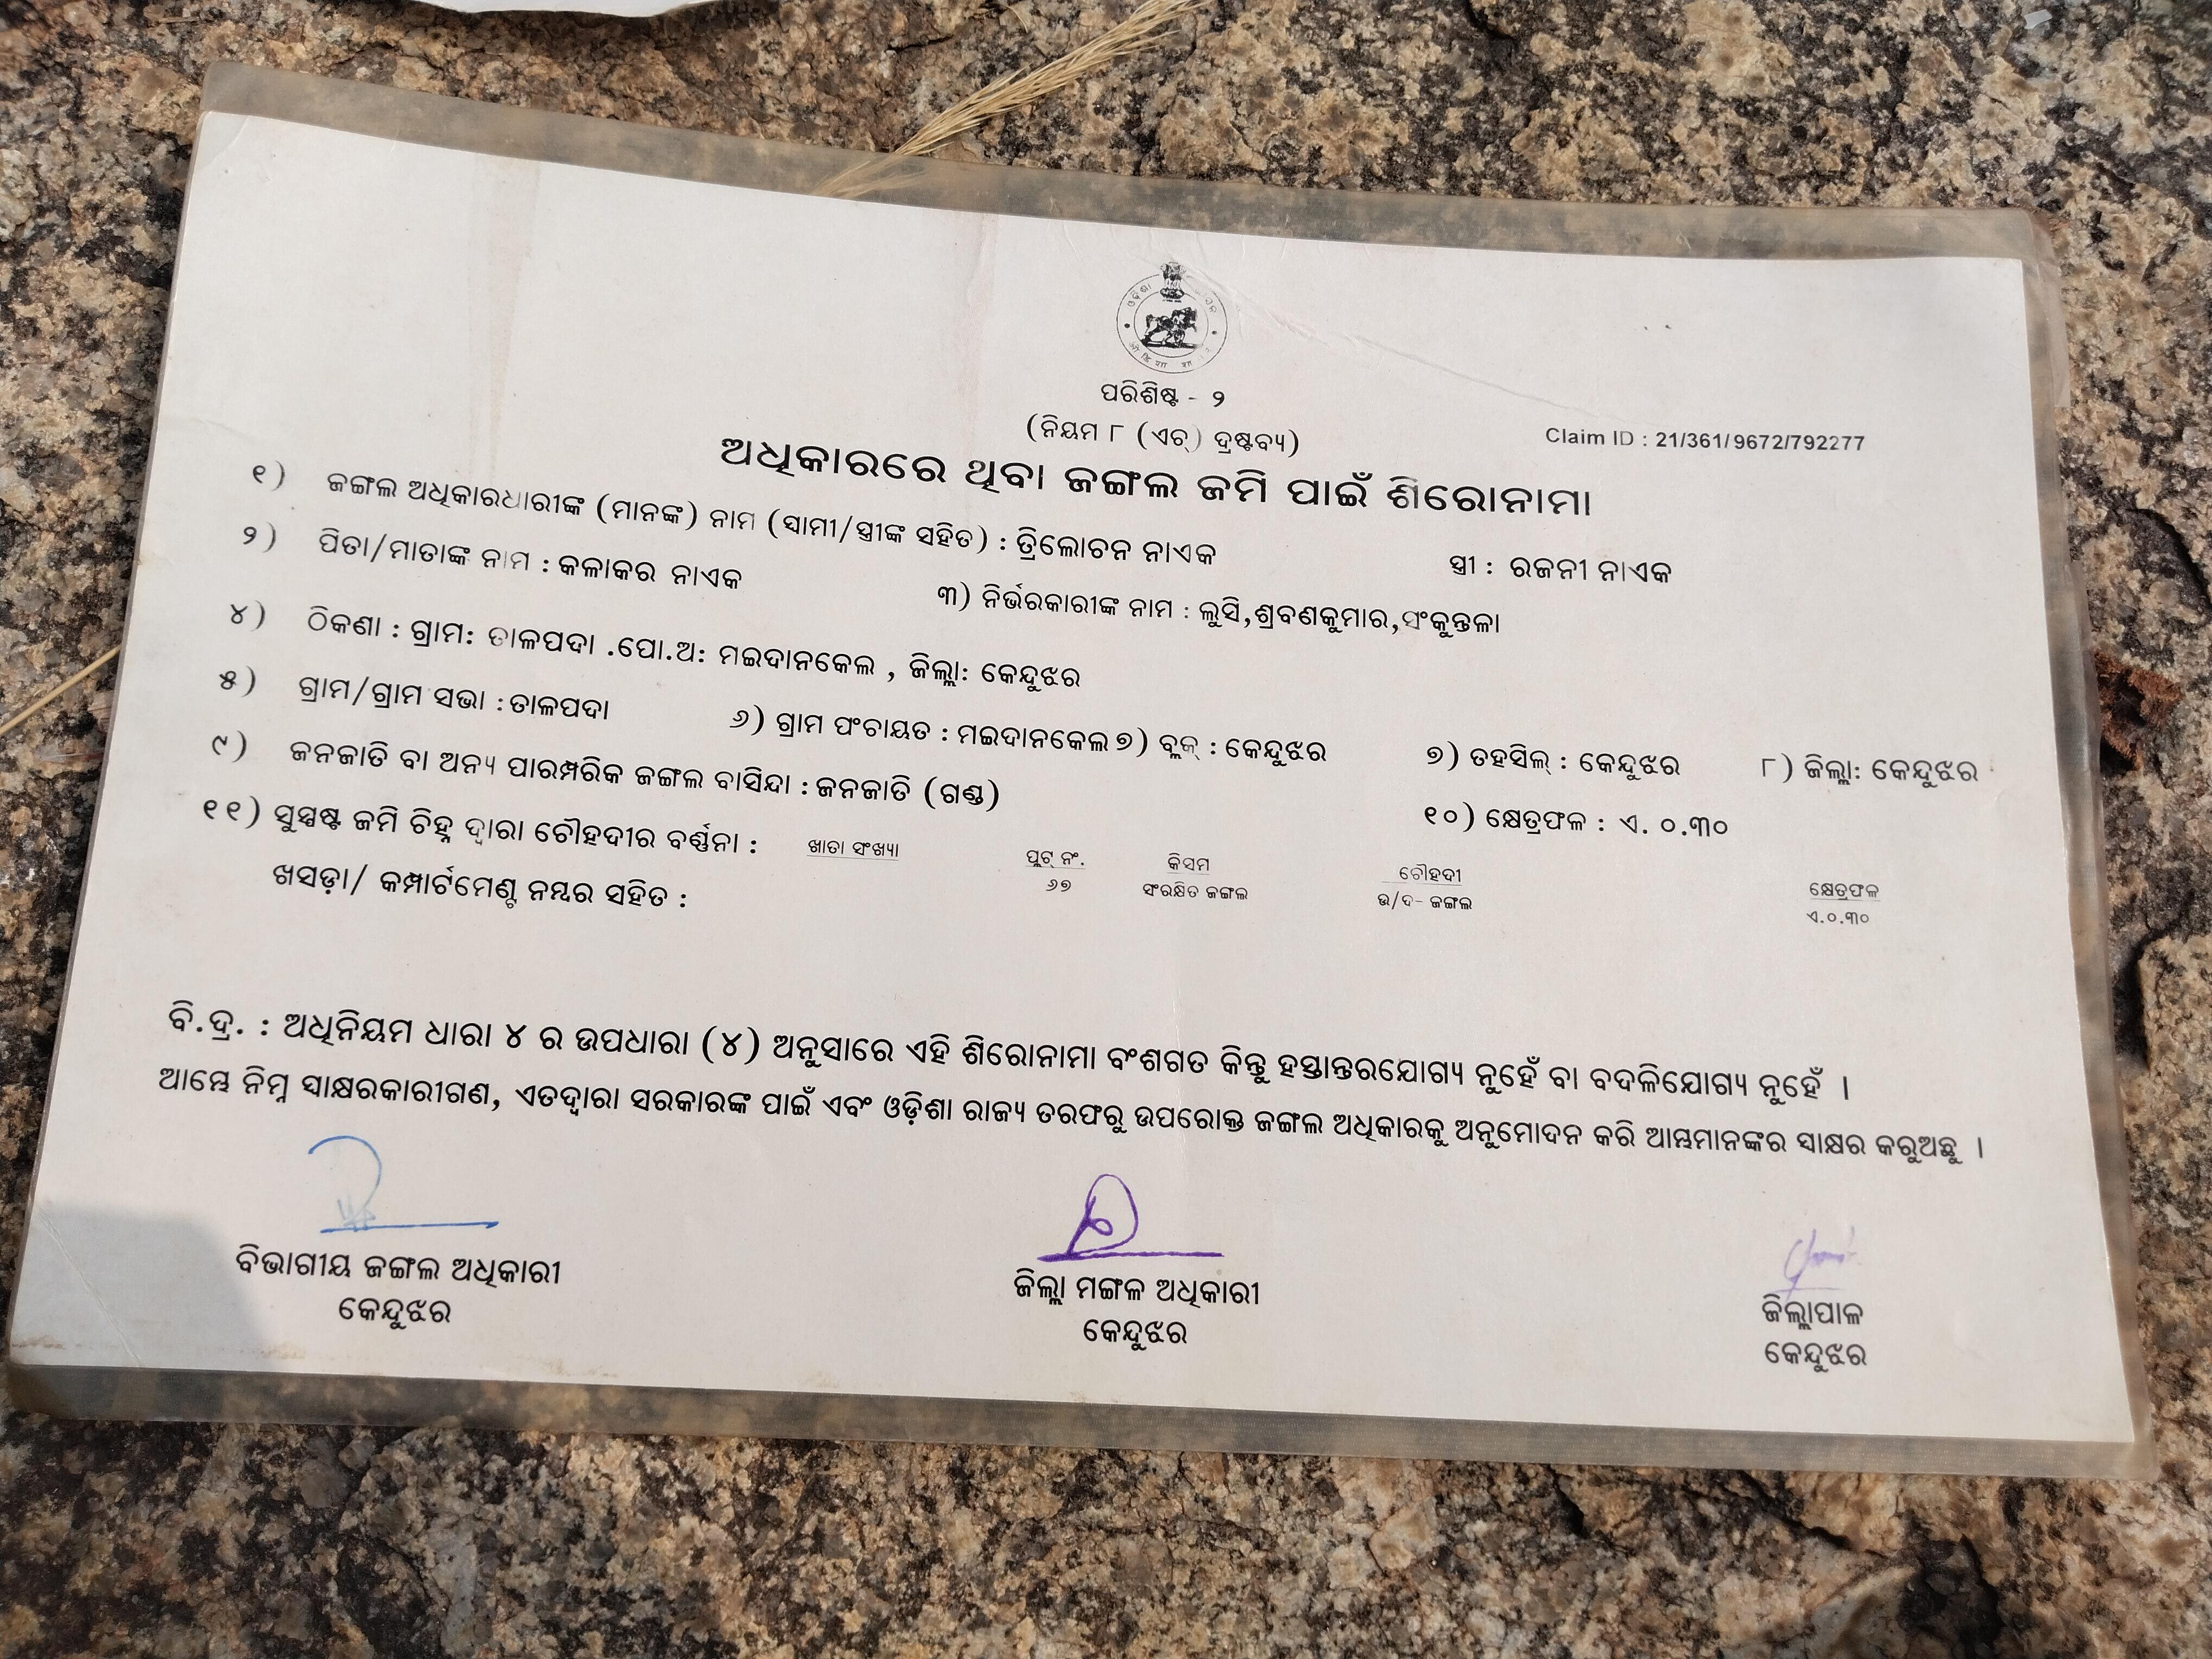 ପରିଶିଷ୍ଟ - ୨
(ନିୟମ ୮ (ଏଚ୍) ଦ୍ରଷ୍ଟବ୍ୟ)
Claim ID : 21/361/9672/792277
ଅଧିକାରରେ ଥିବା ଜଙ୍ଗଲ ଜମି ପାଇଁ ଶିରୋନାମା
୧) ଜଙ୍ଗଲ ଅଧିକାରଧାରୀଙ୍କ (ମାନଙ୍କ) ନାମ (ସାମୀ/ସ୍ତ୍ରୀଙ୍କ ସହିତ) : ତ୍ରିଲୋଚନ ନାଏକ ସ୍ତ୍ରୀ : ରଜନୀ ନାଏକ
୨) ପିତା/ମାତାଙ୍କ ନାମ : କଳାକର ନାଏକ ୩) ନିର୍ଭରକାରୀଙ୍କ ନାମ : ଲୁସି,ଶ୍ରବଣକୁମାର,ସଂକୁନ୍ତଳା
୪) ଠିକଣା : ଗ୍ରାମ: ତାଳପଦା .ପୋ.ଅ: ମଇଦାନକେଲ , ଜିଲ୍ଲା: କେନ୍ଦୁଝର
୫) ଗ୍ରାମ/ଗ୍ରାମ ସଭା : ତାଳପଦା ୬) ଗ୍ରାମ ପଂଚାୟତ : ମଇଦାନକେଲ ୭) ବ୍ଲକ୍ : କେନ୍ଦୁଝର ୭) ତହସିଲ୍ : କେନ୍ଦୁଝର ୮) ଜିଲ୍ଲା: କେନ୍ଦୁଝର
୯) ଜନଜାତି ବା ଅନ୍ୟ ପାରମ୍ପରିକ ଜଙ୍ଗଲ ବାସିନ୍ଦା : ଜନଜାତି (ଗଣ୍ଡ) ୧୦) କ୍ଷେତ୍ରଫଳ : ଏ. ୦.୩୦
୧୧) ସୁସ୍ପଷ୍ଟ ଜମି ଚିହ୍ନ ଦ୍ୱାରା ଚୌହଦୀର ବର୍ଣ୍ଣନା : ଖାତା ସଂଖ୍ୟା ପ୍ଲଟ୍ ନଂ. କିସମ ଚୌହଦୀ କ୍ଷେତ୍ରଫଳ
ଖସଡ଼ା/ କମ୍ପାର୍ଟମେଣ୍ଟ ନମ୍ବର ସହିତ : ୬୭ ସଂରକ୍ଷିତ ଜଙ୍ଗଲ ଉ/ଦ- ଜଙ୍ଗଲ ଏ.୦.୩୦
ବି.ଦ୍ର. : ଅଧିନିୟମ ଧାରା ୪ ର ଉପଧାରା (୪) ଅନୁସାରେ ଏହି ଶିରୋନାମା ବଂଶଗତ କିନ୍ତୁ ହସ୍ତାନ୍ତରଯୋଗ୍ୟ ନୁହେଁ ବା ବଦଳିଯୋଗ୍ୟ ନୁହେଁ ।
ଆମ୍ଭେ ନିମ୍ନ ସ୍ୱାକ୍ଷରକାରୀଗଣ, ଏତଦ୍ୱାରା ସରକାରଙ୍କ ପାଇଁ ଏବଂ ଓଡ଼ିଶା ରାଜ୍ୟ ତରଫରୁ ଉପରୋକ୍ତ ଜଙ୍ଗଲ ଅଧିକାରକୁ ଅନୁମୋଦନ କରି ଆମ୍ଭମାନଙ୍କର ସାକ୍ଷର କରୁଅଛୁ ।
ବିଭାଗୀୟ ଜଙ୍ଗଲ ଅଧିକାରୀ ଜିଲ୍ଲା ମଙ୍ଗଳ ଅଧିକାରୀ ଜିଲ୍ଲାପାଳ
କେନ୍ଦୁଝର କେନ୍ଦୁଝର କେନ୍ଦୁଝର